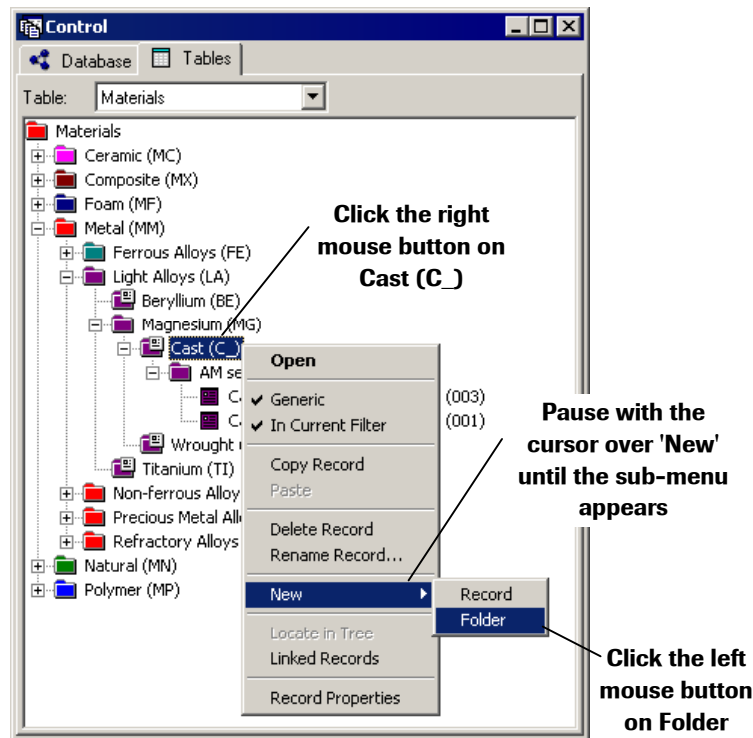 Control
Database Tables
Table: Materials
Materials
Ceramic (MC)
Composite (MX)
Foam (MF)
Metal (MM)
Ferrous Alloys (FE)
Light Alloys (LA)
Beryllium (BE)
Magnesium (MG)
Cast (C_)
AM se
C
(003)
C
(001)
Wrought
Titanium (TI)
Non-ferrous Alloy
Precious Metal All
Refractory Alloys
Natural (MN)
Polymer (MP)
Open
Generic
In Current Filter
Copy Record
Paste
Delete Record
Rename Record...
New
Locate in Tree
Linked Records
Record Properties
Record
Folder
Click the right
mouse button on
Cast (C_)
Pause with the
cursor over 'New'
until the sub-menu
appears
Click the left
mouse button
on Folder